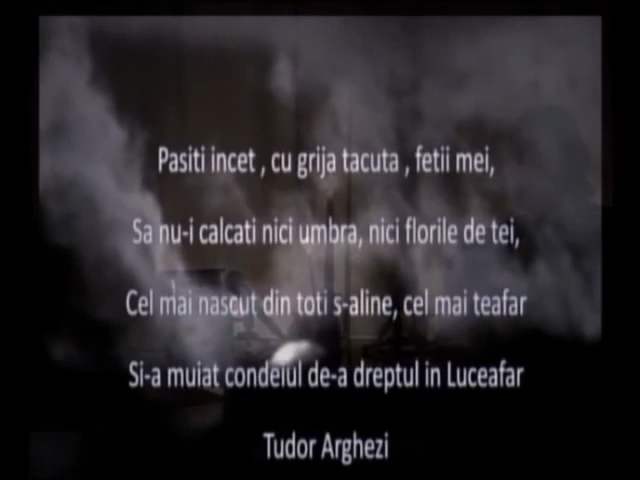 Pasiti incet , cu grija tacuta , fetii mei,
Sa nu-i calcati nici umbra, nici florile de tei,
Cel mai nascut din toti s-aline, cel mai teafar
Si-a muiat condeiul de-a dreptul in Luceafar
Tudor Arghezi